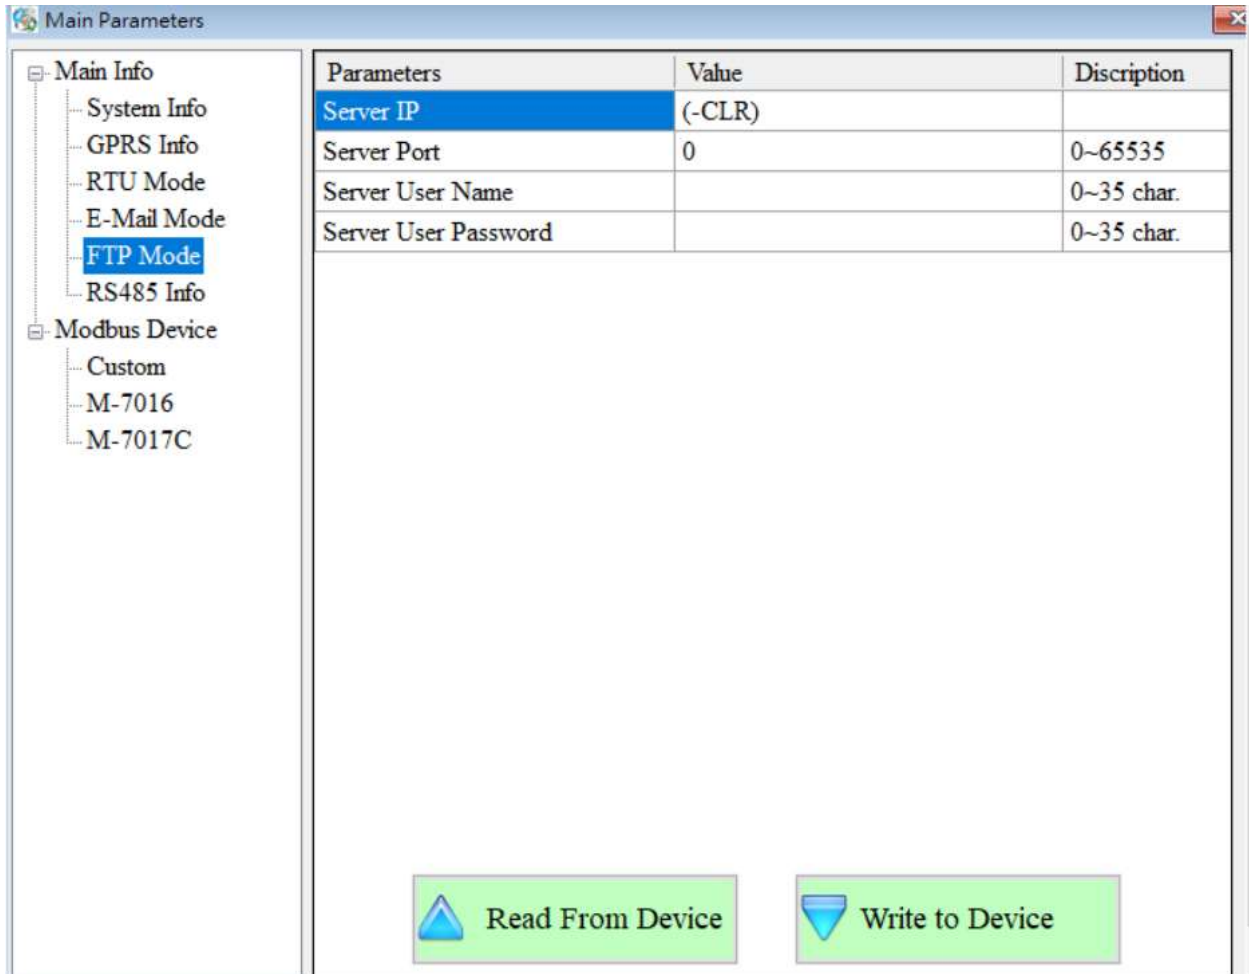 Main Parameters
Main Info
System Info
GPRS Info
RTU Mode
E-Mail Mode
FTP Mode
RS485 Info
Modbus Device
Custom
M-7016
M-7017C
Parameters Value Discription
Server IP (-CLR)
Server Port 0 0~65535
Server User Name 0~35 char.
Server User Password 0~35 char.
Read From Device
Write to Device